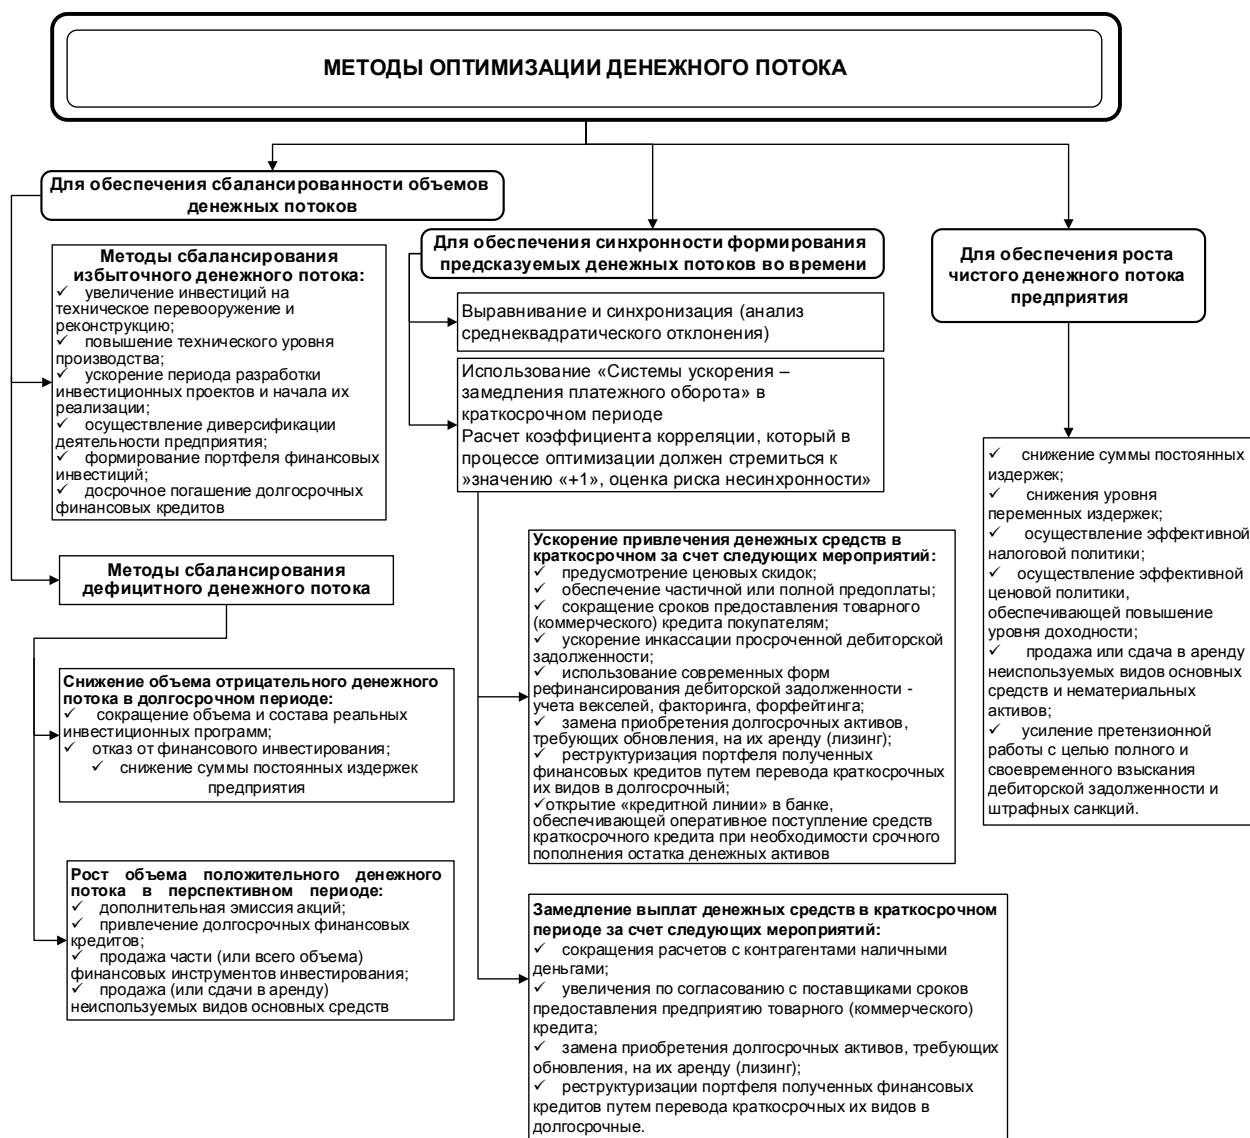 МЕТОДЫ ОПТИМИЗАЦИИ ДЕНЕЖНОГО ПОТОКА
Для обеспечения сбалансированности объемов
денежных потоков
Методы сбалансирования
избыточного денежного потока:
✓ увеличение инвестиций на
техническое перевооружение и
реконструкцию;
✓ повышение технического уровня
производства;
✓ ускорение периода разработки
инвестиционных проектов и начала их
реализации;
✓ осуществление диверсификации
деятельности предприятия;
✓ формирование портфеля финансовых
инвестиций;
✓ досрочное погашение долгосрочных
финансовых кредитов
Методы сбалансирования
дефицитного денежного потока
Снижение объема отрицательного денежного
потока в долгосрочном периоде:
✓ сокращение объема и состава реальных
инвестиционных программ;
✓ отказ от финансового инвестирования;
✓ снижение суммы постоянных издержек
предприятия
Рост объема положительного денежного
потока в перспективном периоде:
✓ дополнительная эмиссия акций;
✓ привлечение долгосрочных финансовых
кредитов;
✓ продажа части (или всего объема)
финансовых инструментов инвестирования;
✓ продажа (или сдачи в аренду)
неиспользуемых видов основных средств
Для обеспечения синхронности формирования
предсказуемых денежных потоков во времени
Выравнивание и синхронизация (анализ
среднеквадратического отклонения)
Использование «Системы ускорения –
замедления платежного оборота» в
краткосрочном периоде
Расчет коэффициента корреляции, который в
процессе оптимизации должен стремиться к
»значению «+1», оценка риска несинхронности»
Ускорение привлечения денежных средств в
краткосрочном за счет следующих мероприятий:
✓ предусмотрение ценовых скидок;
✓ обеспечение частичной или полной предоплаты;
✓ сокращение сроков предоставления товарного
(коммерческого) кредита покупателям;
✓ ускорение инкассации просроченной дебиторской
задолженности;
✓ использование современных форм
рефинансирования дебиторской задолженности -
учета векселей, факторинга, форфейтинга;
✓ замена приобретения долгосрочных активов,
требующих обновления, на их аренду (лизинг);
✓ реструктуризация портфеля полученных
финансовых кредитов путем перевода краткосрочных
их видов в долгосрочный;
✓открытие «кредитной линии» в банке,
обеспечивающей оперативное поступление средств
краткосрочного кредита при необходимости срочного
пополнения остатка денежных активов
Замедление выплат денежных средств в краткосрочном
периоде за счет следующих мероприятий:
✓ сокращения расчетов с контрагентами наличными
деньгами;
✓ увеличения по согласованию с поставщиками сроков
предоставления предприятию товарного (коммерческого)
кредита;
✓ замена приобретения долгосрочных активов, требующих
обновления, на их аренду (лизинг);
✓ реструктуризации портфеля полученных финансовых
кредитов путем перевода краткосрочных их видов в
долгосрочные.
Для обеспечения роста
чистого денежного потока
предприятия
✓ снижение суммы постоянных
издержек;
✓ снижения уровня
переменных издержек;
✓ осуществление эффективной
налоговой политики;
✓ осуществление эффективной
ценовой политики,
обеспечивающей повышение
уровня доходности;
✓ продажа или сдача в аренду
неиспользуемых видов основных
средств и нематериальных
активов;
✓ усиление претензионной
работы с целью полного и
своевременного взыскания
дебиторской задолженности и
штрафных санкций.